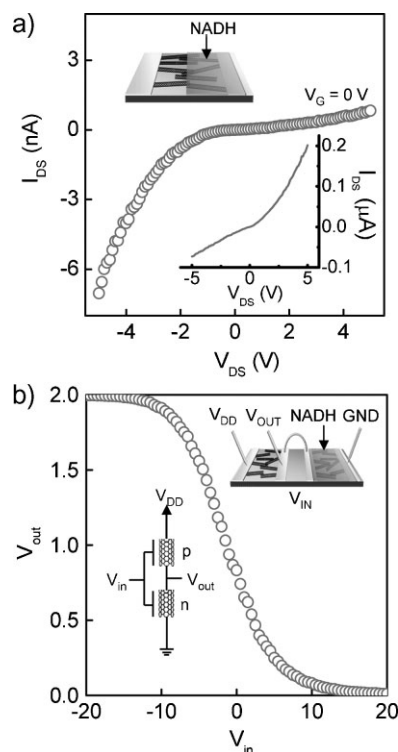 a)
NADH
3
V_G = 0 V
0
I_DS (nA)
-3
-6
0.2
0.1
0.0
-0.1
I_DS (μA)
-5
0
5
V_DS (V)
-4
-2
0
2
4
V_DS (V)
b)
2.0
V_DD
V_OUT
NADH
GND
1.5
V_IN
V_DD
V_out
1.0
p
V_in
V_out
n
0.5
0.0
-20
-10
0
10
20
V_in